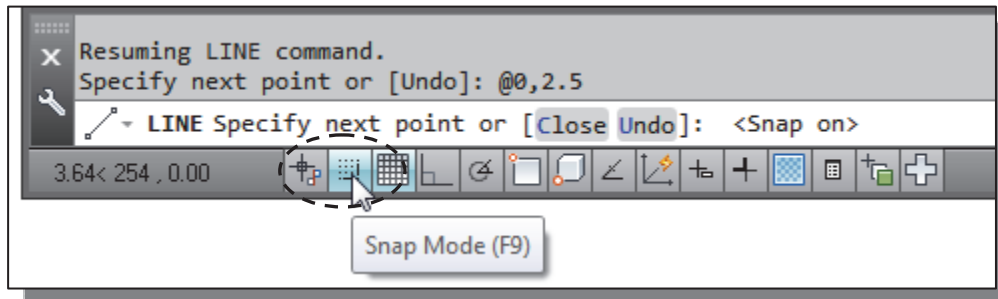 Resuming LINE command.
Specify next point or [Undo]: @0,2.5
LINE Specify next point or [Close Undo]: <Snap on>
3.64< 254 , 0.00
Snap Mode (F9)